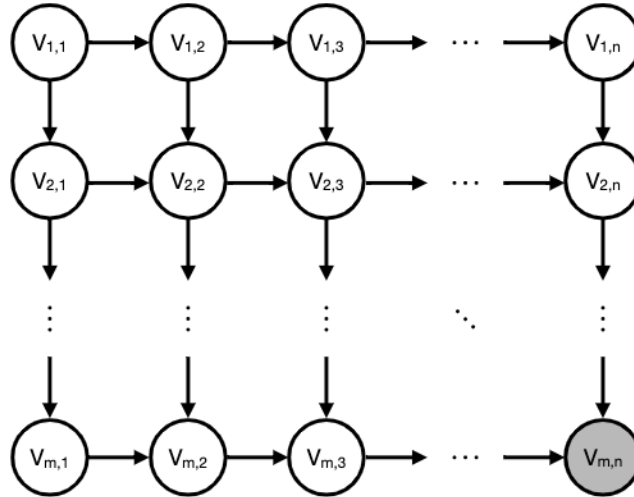 V1,1 V1,2 V1,3 ... V1,n
V2,1 V2,2 V2,3 ... V2,n
⋮ ⋮ ⋮ ⋱ ⋮
Vm,1 Vm,2 Vm,3 ... Vm,n